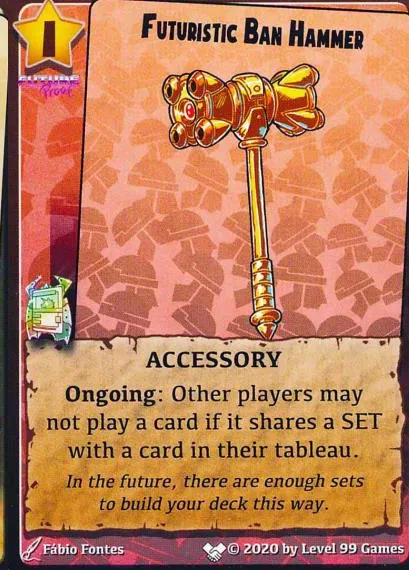 1
FUTURISTIC BAN HAMMER
FUTURE
Proof
ACCESSORY
Ongoing: Other players may
not play a card if it shares a SET
with a card in their tableau.
In the future, there are enough sets
to build your deck this way.
Fábio Fontes
© 2020 by Level 99 Games